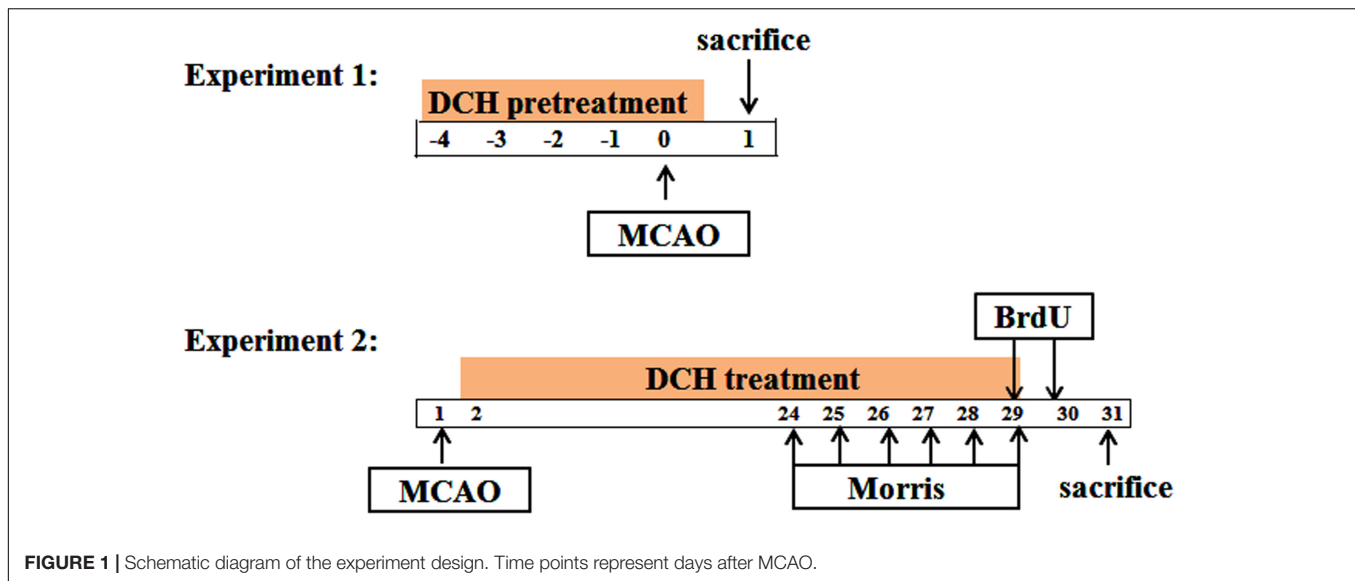 sacrifice
Experiment 1:
DCH pretreatment
-4 -3 -2 -1 0 1
MCAO
BrdU
Experiment 2:
DCH treatment
1 2 24 25 26 27 28 29 30 31
MCAO
Morris
sacrifice
FIGURE 1 | Schematic diagram of the experiment design. Time points represent days after MCAO.